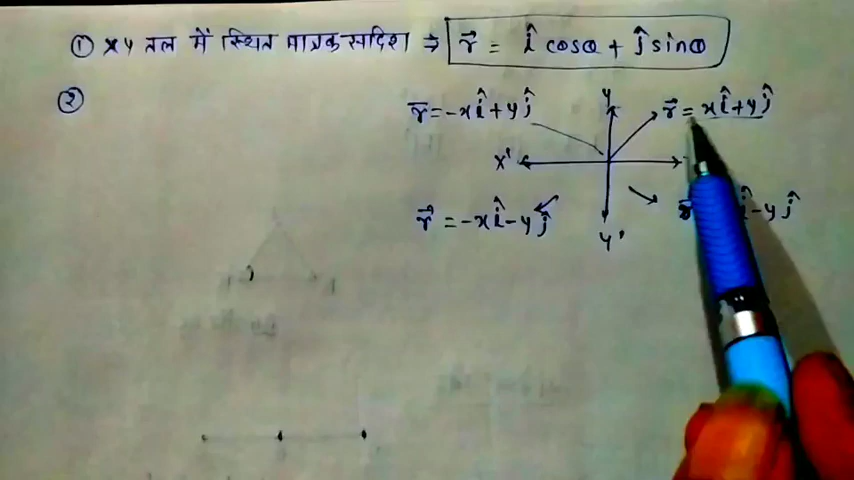 ① xy तल में स्थित मात्रक सदिश ⇒ r⃗ = î cosθ + ĵ sinθ
②
r̅ = -xî + yĵ
y
r⃗ = xî + yĵ
x'
r⃗ = -xî - yĵ
î - yĵ
y'